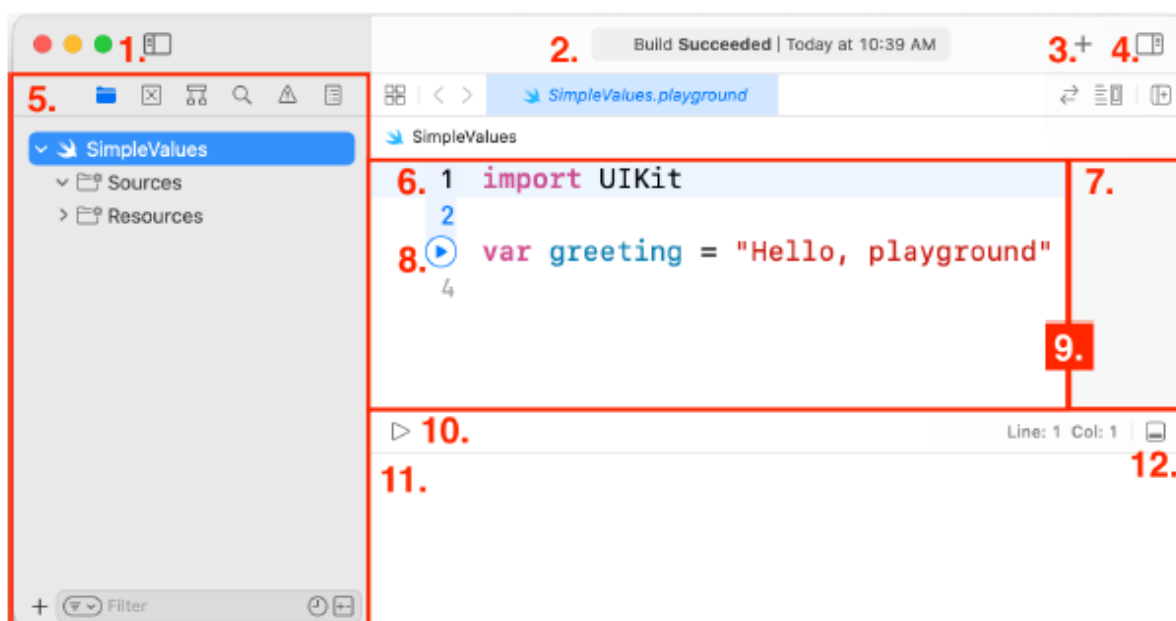 1.
2. Build Succeeded | Today at 10:39 AM
3. + 4.
5.
SimpleValues.playground
SimpleValues
SimpleValues
Sources
Resources
6. 1 import UIKit
7.
2
8. var greeting = "Hello, playground"
4
9.
10. Line: 1 Col: 1
11.
12.
+ Filter